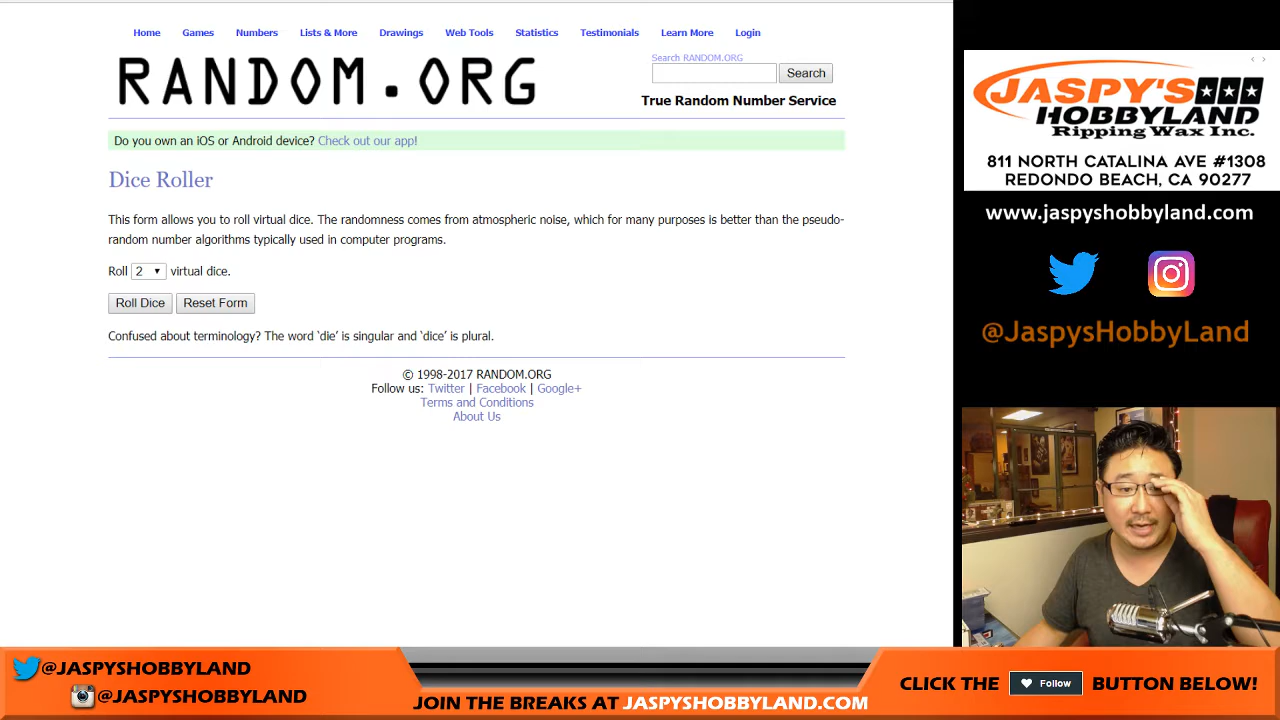 Home Games Numbers Lists & More Drawings Web Tools Statistics Testimonials Learn More Login
RANDOM.ORG
Search RANDOM.ORG
Search
True Random Number Service
Do you own an iOS or Android device? Check out our app!
Dice Roller
This form allows you to roll virtual dice. The randomness comes from atmospheric noise, which for many purposes is better than the pseudo-
random number algorithms typically used in computer programs.
Roll 2 virtual dice.
Roll Dice Reset Form
Confused about terminology? The word ‘die’ is singular and ‘dice’ is plural.
© 1998-2017 RANDOM.ORG
Follow us: Twitter | Facebook | Google+
Terms and Conditions
About Us
JASPY'S
HOBBYLAND
Ripping Wax Inc.
811 NORTH CATALINA AVE #1308
REDONDO BEACH, CA 90277
www.jaspyshobbyland.com
@JaspysHobbyLand
@JASPYSHOBBYLAND
@JASPYSHOBBYLAND
JOIN THE BREAKS AT JASPYSHOBBYLAND.COM
CLICK THE Follow BUTTON BELOW!